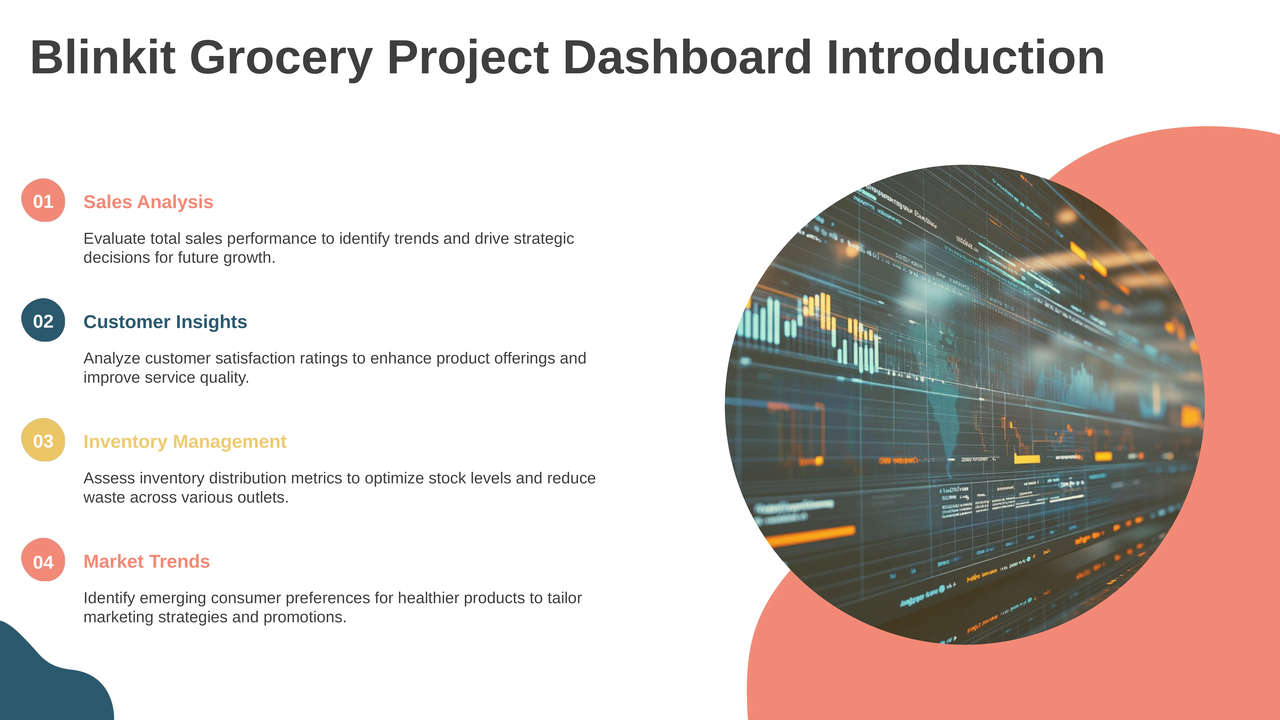 Blinkit Grocery Project Dashboard Introduction
01
Sales Analysis
Evaluate total sales performance to identify trends and drive strategic
decisions for future growth.
02
Customer Insights
Analyze customer satisfaction ratings to enhance product offerings and
improve service quality.
03
Inventory Management
Assess inventory distribution metrics to optimize stock levels and reduce
waste across various outlets.
04
Market Trends
Identify emerging consumer preferences for healthier products to tailor
marketing strategies and promotions.